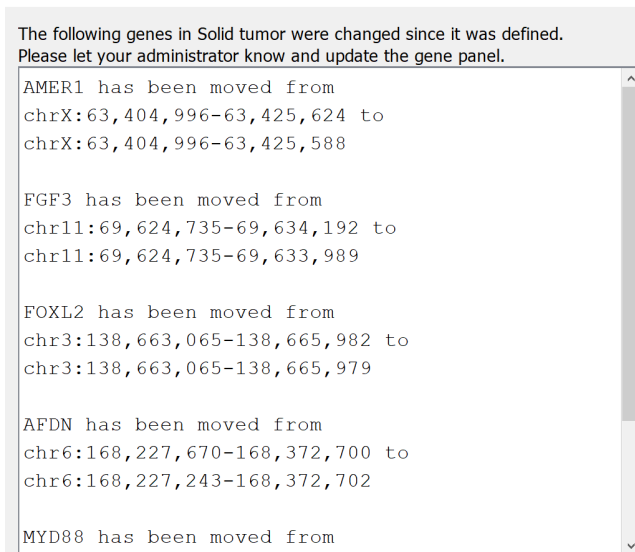 The following genes in Solid tumor were changed since it was defined.
Please let your administrator know and update the gene panel.
AMER1 has been moved from
chrX:63,404,996-63,425,624 to
chrX:63,404,996-63,425,588
FGF3 has been moved from
chr11:69,624,735-69,634,192 to
chr11:69,624,735-69,633,989
FOXL2 has been moved from
chr3:138,663,065-138,665,982 to
chr3:138,663,065-138,665,979
AFDN has been moved from
chr6:168,227,670-168,372,700 to
chr6:168,227,243-168,372,702
MYD88 has been moved from